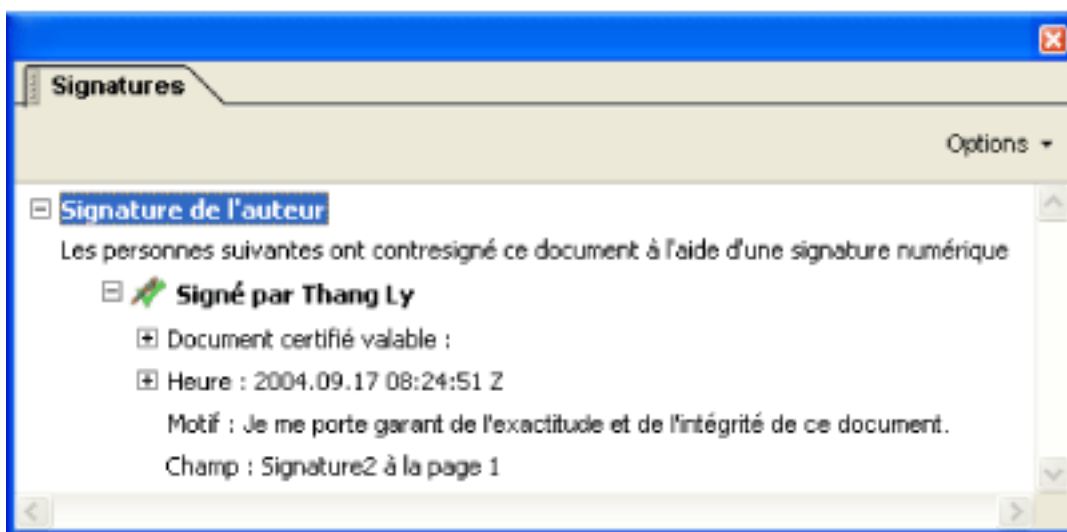 Signatures
Options
Signature de l'auteur
Les personnes suivantes ont contresigné ce document à l'aide d'une signature numérique
Signé par Thang Ly
Document certifié valable :
Heure : 2004.09.17 08:24:51 Z
Motif : Je me porte garant de l'exactitude et de l'intégrité de ce document.
Champ : Signature2 à la page 1